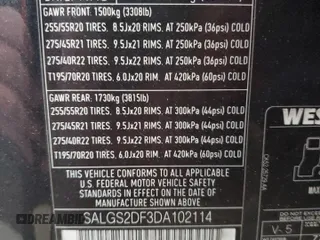 GAWR FRONT. 1500kg (3308lb)
255/55R20 TIRES. 8.5Jx20 RIMS. AT 250kPa (36psi) COLD
275/45R21 TIRES. 9.5Jx21 RIMS. AT 250kPa (36psi) COLD
275/40R22 TIRES. 9.5Jx22 RIMS. AT 250kPa (36psi) COLD
T195/70R20 TIRES. 6.0Jx20 RIM. AT 420kPa (60psi) COLD
GAWR REAR. 1730kg (3815lb)
255/55R20 TIRES. 8.5Jx20 RIMS. AT 300kPa (44psi) COLD
275/45R21 TIRES. 9.5Jx21 RIMS. AT 300kPa (44psi) COLD
275/40R22 TIRES. 9.5Jx22 RIMS. AT 300kPa (44psi) COLD
T195/70R20 TIRES. 6.0Jx20 RIM. AT 420kPa (60psi) COLD
THIS VEHICLE CONFORMS TO ALL
APPLICABLE FEDERAL MOTOR VEHICLE
SAFETY STANDARDS IN EFFECT ON THE
DATE OF MANUFACTURE SHOWN ABOVE
SALGS2DF3DA102114
WES
V-5